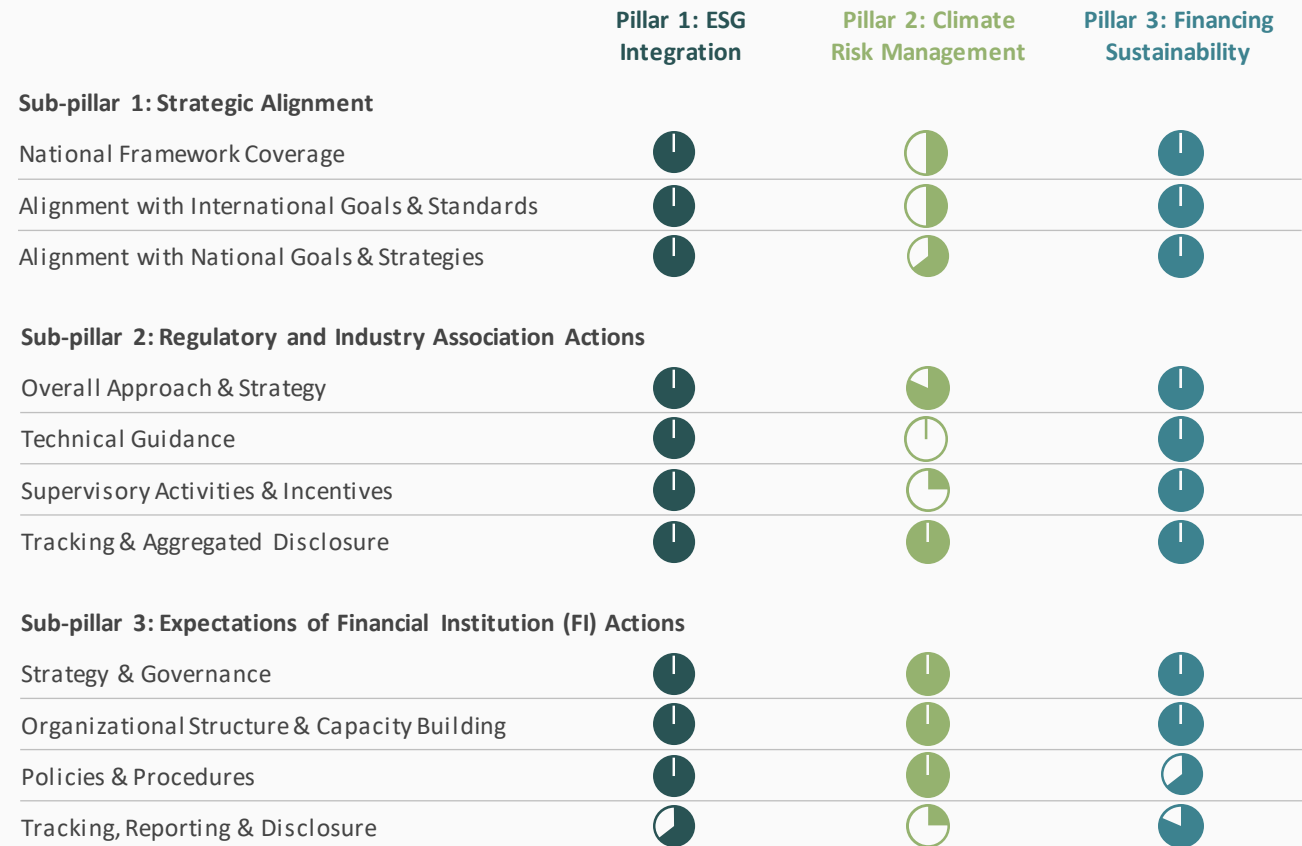 Pillar 1: ESG Integration
Pillar 2: Climate Risk Management
Pillar 3: Financing Sustainability
Sub-pillar 1: Strategic Alignment
National Framework Coverage
Alignment with International Goals & Standards
Alignment with National Goals & Strategies
Sub-pillar 2: Regulatory and Industry Association Actions
Overall Approach & Strategy
Technical Guidance
Supervisory Activities & Incentives
Tracking & Aggregated Disclosure
Sub-pillar 3: Expectations of Financial Institution (FI) Actions
Strategy & Governance
Organizational Structure & Capacity Building
Policies & Procedures
Tracking, Reporting & Disclosure